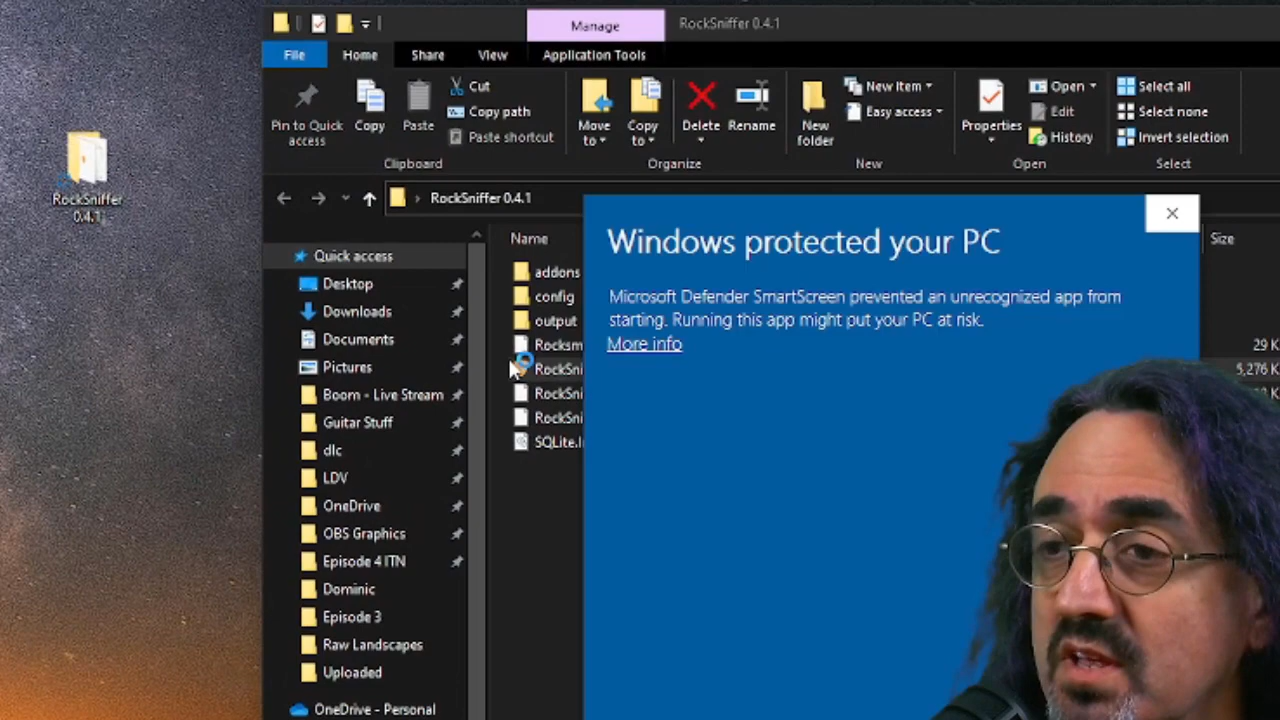 Manage
RockSniffer 0.4.1
File
Home
Share
View
Application Tools
Pin to Quick access
Copy
Paste
Cut
Copy path
Paste shortcut
Clipboard
Move to
Copy to
Delete
Rename
Organize
New folder
New item
Easy access
New
Properties
Open
Edit
History
Open
Select all
Select none
Invert selection
Select
RockSniffer 0.4.1
RockSniffer
0.4.1
Name
Size
Quick access
Desktop
Downloads
Documents
Pictures
Boom - Live Stream
Guitar Stuff
dlc
LDV
OneDrive
OBS Graphics
Episode 4 ITN
Dominic
Episode 3
Raw Landscapes
Uploaded
OneDrive - Personal
addons
config
output
Rocksm
RockSni
RockSni
RockSni
SQLite.In
29 K
5,276 K
Windows protected your PC
Microsoft Defender SmartScreen prevented an unrecognized app from
starting. Running this app might put your PC at risk.
More info